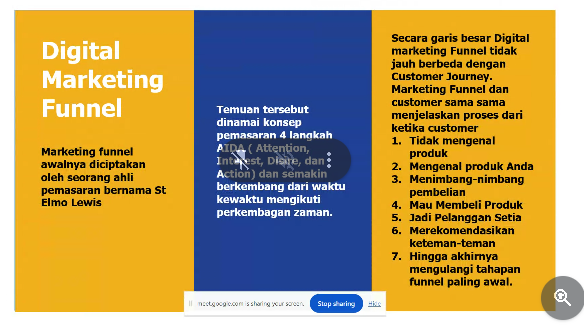 Digital
Marketing
Funnel
Marketing funnel
awalnya diciptakan
oleh seorang ahli
pemasaran bernama St
Elmo Lewis
Temuan tersebut
dinamai konsep
pemasaran 4 langkah
AIDA ( Attention,
Interest, Disire, dan
Action) dan semakin
berkembang dari waktu
kewaktu mengikuti
perkembagan zaman.
Secara garis besar Digital
marketing Funnel tidak
jauh berbeda dengan
Customer Journey.
Marketing Funnel dan
customer sama sama
menjelaskan proses dari
ketika customer
1. Tidak mengenal
produk
2. Mengenal produk Anda
3. Menimbang-nimbang
pembelian
4. Mau Membeli Produk
5. Jadi Pelanggan Setia
6. Merekomendasikan
keteman-teman
7. Hingga akhirnya
mengulangi tahapan
funnel paling awal.
meet.google.com is sharing your screen.
Stop sharing
Hide